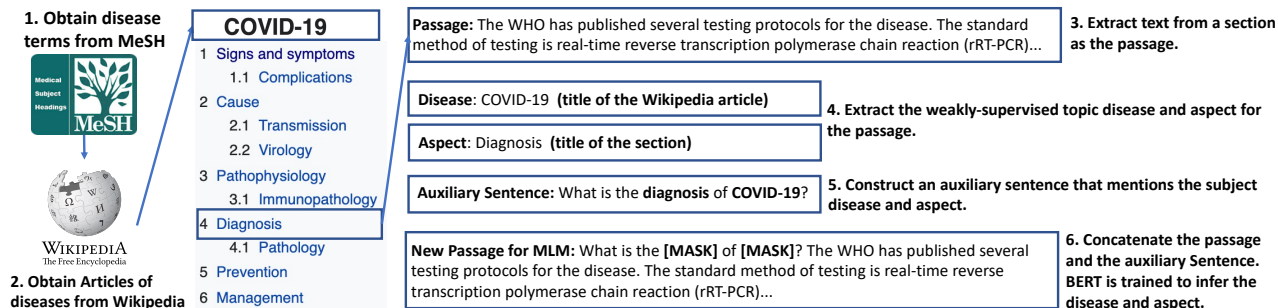 1. Obtain disease
terms from MeSH
Medical
Subject
Headings
MeSH
Ω
W
И
WIKIPEDIA
The Free Encyclopedia
2. Obtain Articles of
diseases from Wikipedia
COVID-19
1 Signs and symptoms
1.1 Complications
2 Cause
2.1 Transmission
2.2 Virology
3 Pathophysiology
3.1 Immunopathology
4 Diagnosis
4.1 Pathology
5 Prevention
6 Management
Passage: The WHO has published several testing protocols for the disease. The standard
method of testing is real-time reverse transcription polymerase chain reaction (rRT-PCR)...
3. Extract text from a section
as the passage.
Disease: COVID-19 (title of the Wikipedia article)
Aspect: Diagnosis (title of the section)
4. Extract the weakly-supervised topic disease and aspect for
the passage.
Auxiliary Sentence: What is the diagnosis of COVID-19?
5. Construct an auxiliary sentence that mentions the subject
disease and aspect.
New Passage for MLM: What is the [MASK] of [MASK]? The WHO has published several
testing protocols for the disease. The standard method of testing is real-time reverse
transcription polymerase chain reaction (rRT-PCR)...
6. Concatenate the passage
and the auxiliary Sentence.
BERT is trained to infer the
disease and aspect.